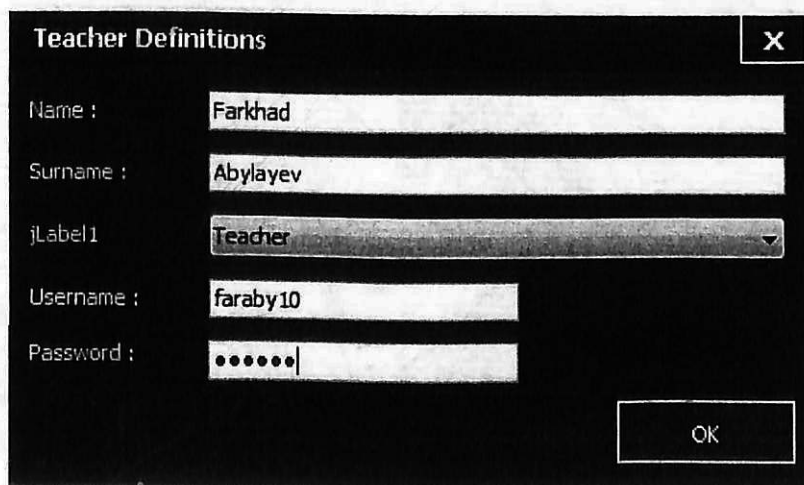 Teacher Definitions X
Name : Farkhad
Surname : Abylayev
jLabel1 Teacher
Username : faraby10
Password : ●●●●●●
OK